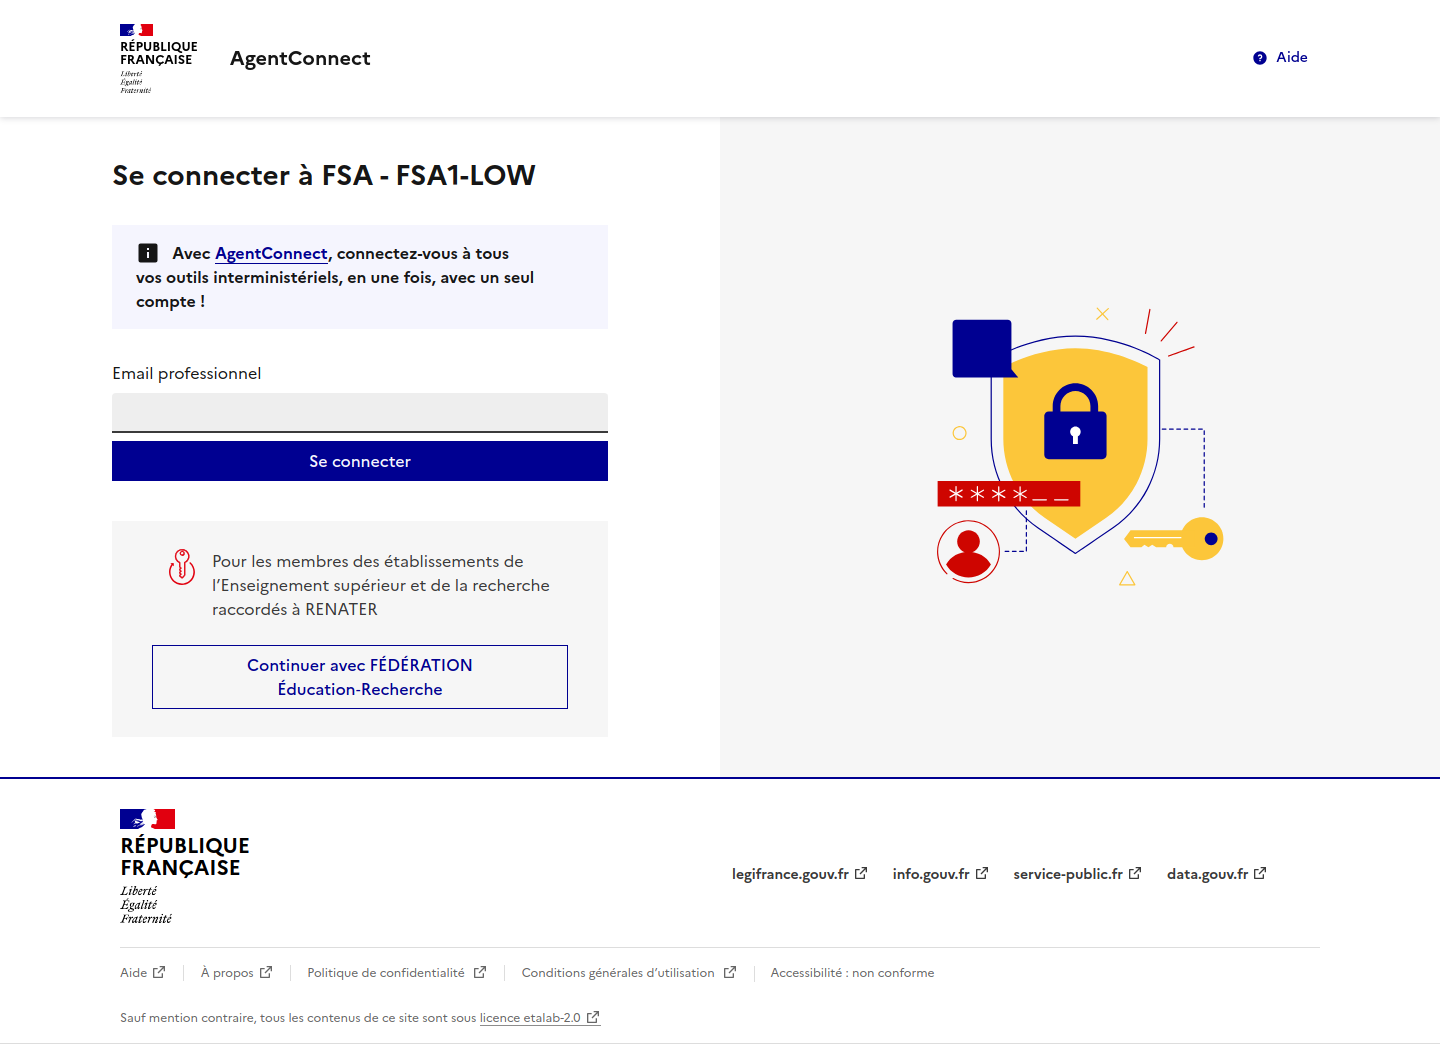 RÉPUBLIQUE
FRANÇAISE
Liberté
Égalité
Fraternité
AgentConnect
Aide
Se connecter à FSA - FSA1-LOW
Avec AgentConnect, connectez-vous à tous
vos outils interministériels, en une fois, avec un seul
compte !
Email professionnel
Se connecter
Pour les membres des établissements de
l’Enseignement supérieur et de la recherche
raccordés à RENATER
Continuer avec FÉDÉRATION
Éducation-Recherche
RÉPUBLIQUE
FRANÇAISE
Liberté
Égalité
Fraternité
legifrance.gouv.fr info.gouv.fr service-public.fr data.gouv.fr
Aide À propos Politique de confidentialité Conditions générales d’utilisation Accessibilité : non conforme
Sauf mention contraire, tous les contenus de ce site sont sous licence etalab-2.0